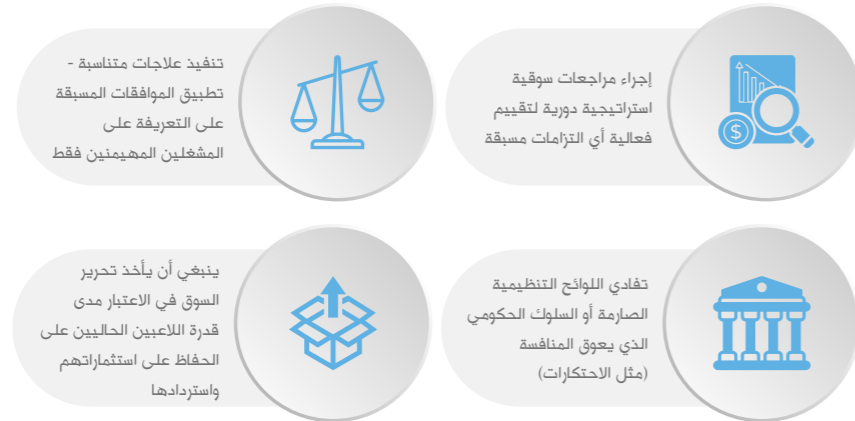 إجراء مراجعات سوقية
استراتيجية دورية لتقييم
فعالية أي التزامات مسبقة
تنفيذ علاجات متناسبة -
تطبيق الموافقات المسبقة
على التعريفة على
المشغلين المهيمنين فقط
تفادي اللوائح التنظيمية
الصارمة أو السلوك الحكومي
الذي يعوق المنافسة
(مثل الاحتكارات)
ينبغي أن يأخذ تحرير
السوق في الاعتبار مدى
قدرة اللاعبين الحاليين على
الحفاظ على استثماراتهم
واستردادها